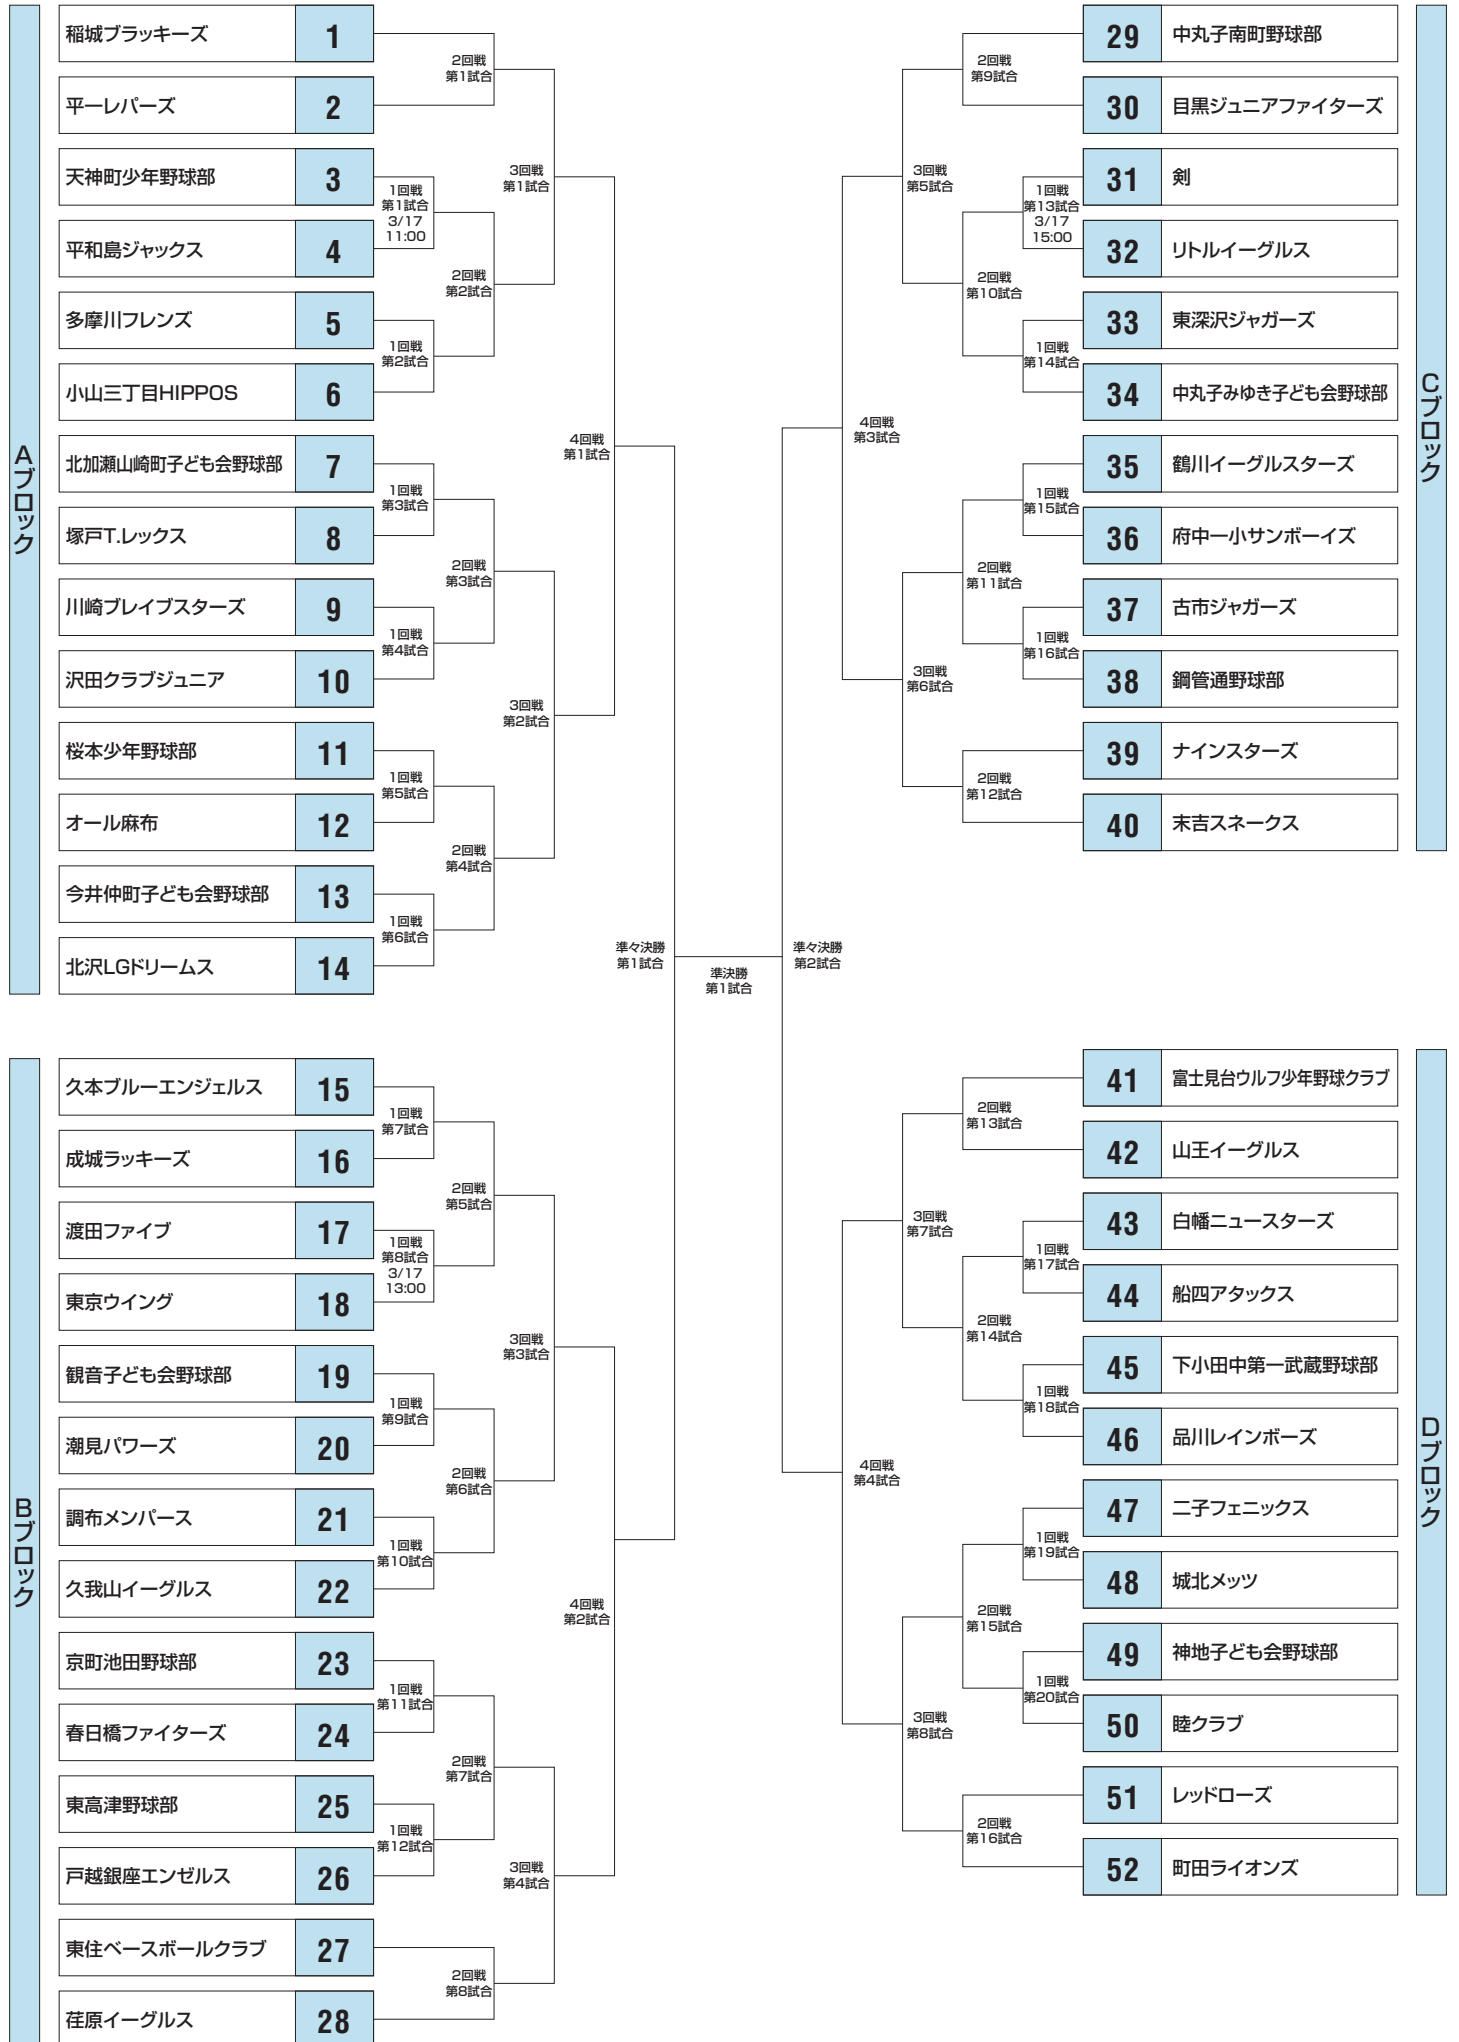 Aブロック
稲城ブラッキーズ 1
平一レパーズ 2
天神町少年野球部 3
平和島ジャックス 4
多摩川フレンズ 5
小山三丁目HIPPOS 6
北加瀬山崎町子ども会野球部 7
塚戸T.レックス 8
川崎ブレイブスターズ 9
沢田クラブジュニア 10
桜本少年野球部 11
オール麻布 12
今井仲町子ども会野球部 13
北沢LGドリームス 14
1回戦
第1試合
3/17
11:00
1回戦
第2試合
1回戦
第3試合
1回戦
第4試合
1回戦
第5試合
1回戦
第6試合
2回戦
第1試合
2回戦
第2試合
2回戦
第3試合
2回戦
第4試合
3回戦
第1試合
3回戦
第2試合
4回戦
第1試合
Bブロック
久本ブルーエンジェルス 15
成城ラッキーズ 16
渡田ファイブ 17
東京ウイング 18
観音子ども会野球部 19
潮見パワーズ 20
調布メンパース 21
久我山イーグルス 22
京町池田野球部 23
春日橋ファイターズ 24
東高津野球部 25
戸越銀座エンゼルス 26
東住ベースボールクラブ 27
荏原イーグルス 28
1回戦
第7試合
1回戦
第8試合
3/17
13:00
1回戦
第9試合
1回戦
第10試合
1回戦
第11試合
1回戦
第12試合
2回戦
第5試合
2回戦
第6試合
2回戦
第7試合
2回戦
第8試合
3回戦
第3試合
3回戦
第4試合
4回戦
第2試合
準々決勝
第1試合
準決勝
第1試合
準々決勝
第2試合
Cブロック
29 中丸子南町野球部
30 目黒ジュニアファイターズ
31 剣
32 リトルイーグルス
33 東深沢ジャガーズ
34 中丸子みゆき子ども会野球部
35 鶴川イーグルスターズ
36 府中一小サンボーイズ
37 古市ジャガーズ
38 鋼管通野球部
39 ナインスターズ
40 末吉スネークス
1回戦
第13試合
3/17
15:00
1回戦
第14試合
1回戦
第15試合
1回戦
第16試合
2回戦
第9試合
2回戦
第10試合
2回戦
第11試合
2回戦
第12試合
3回戦
第5試合
3回戦
第6試合
4回戦
第3試合
Dブロック
41 富士見台ウルフ少年野球クラブ
42 山王イーグルス
43 白幡ニュースターズ
44 船四アタックス
45 下小田中第一武蔵野球部
46 品川レインボーズ
47 二子フェニックス
48 城北メッツ
49 神地子ども会野球部
50 睦クラブ
51 レッドローズ
52 町田ライオンズ
1回戦
第17試合
1回戦
第18試合
1回戦
第19試合
1回戦
第20試合
2回戦
第13試合
2回戦
第14試合
2回戦
第15試合
2回戦
第16試合
3回戦
第7試合
3回戦
第8試合
4回戦
第4試合